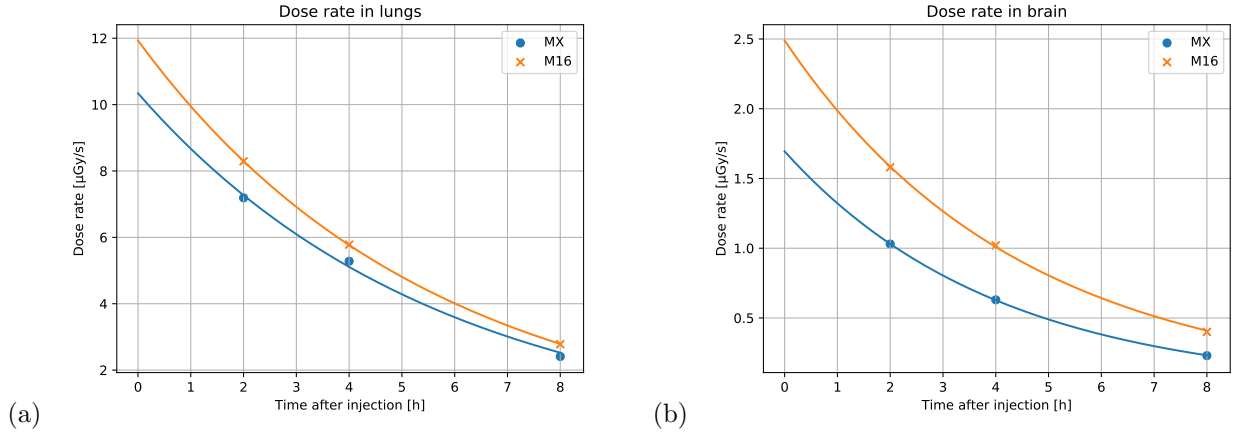 Dose rate in lungs
12
10
8
6
4
2
Dose rate [µGy/s]
0 1 2 3 4 5 6 7 8
Time after injection [h]
MX
M16
(a)
Dose rate in brain
2.5
2.0
1.5
1.0
0.5
Dose rate [µGy/s]
0 1 2 3 4 5 6 7 8
Time after injection [h]
MX
M16
(b)